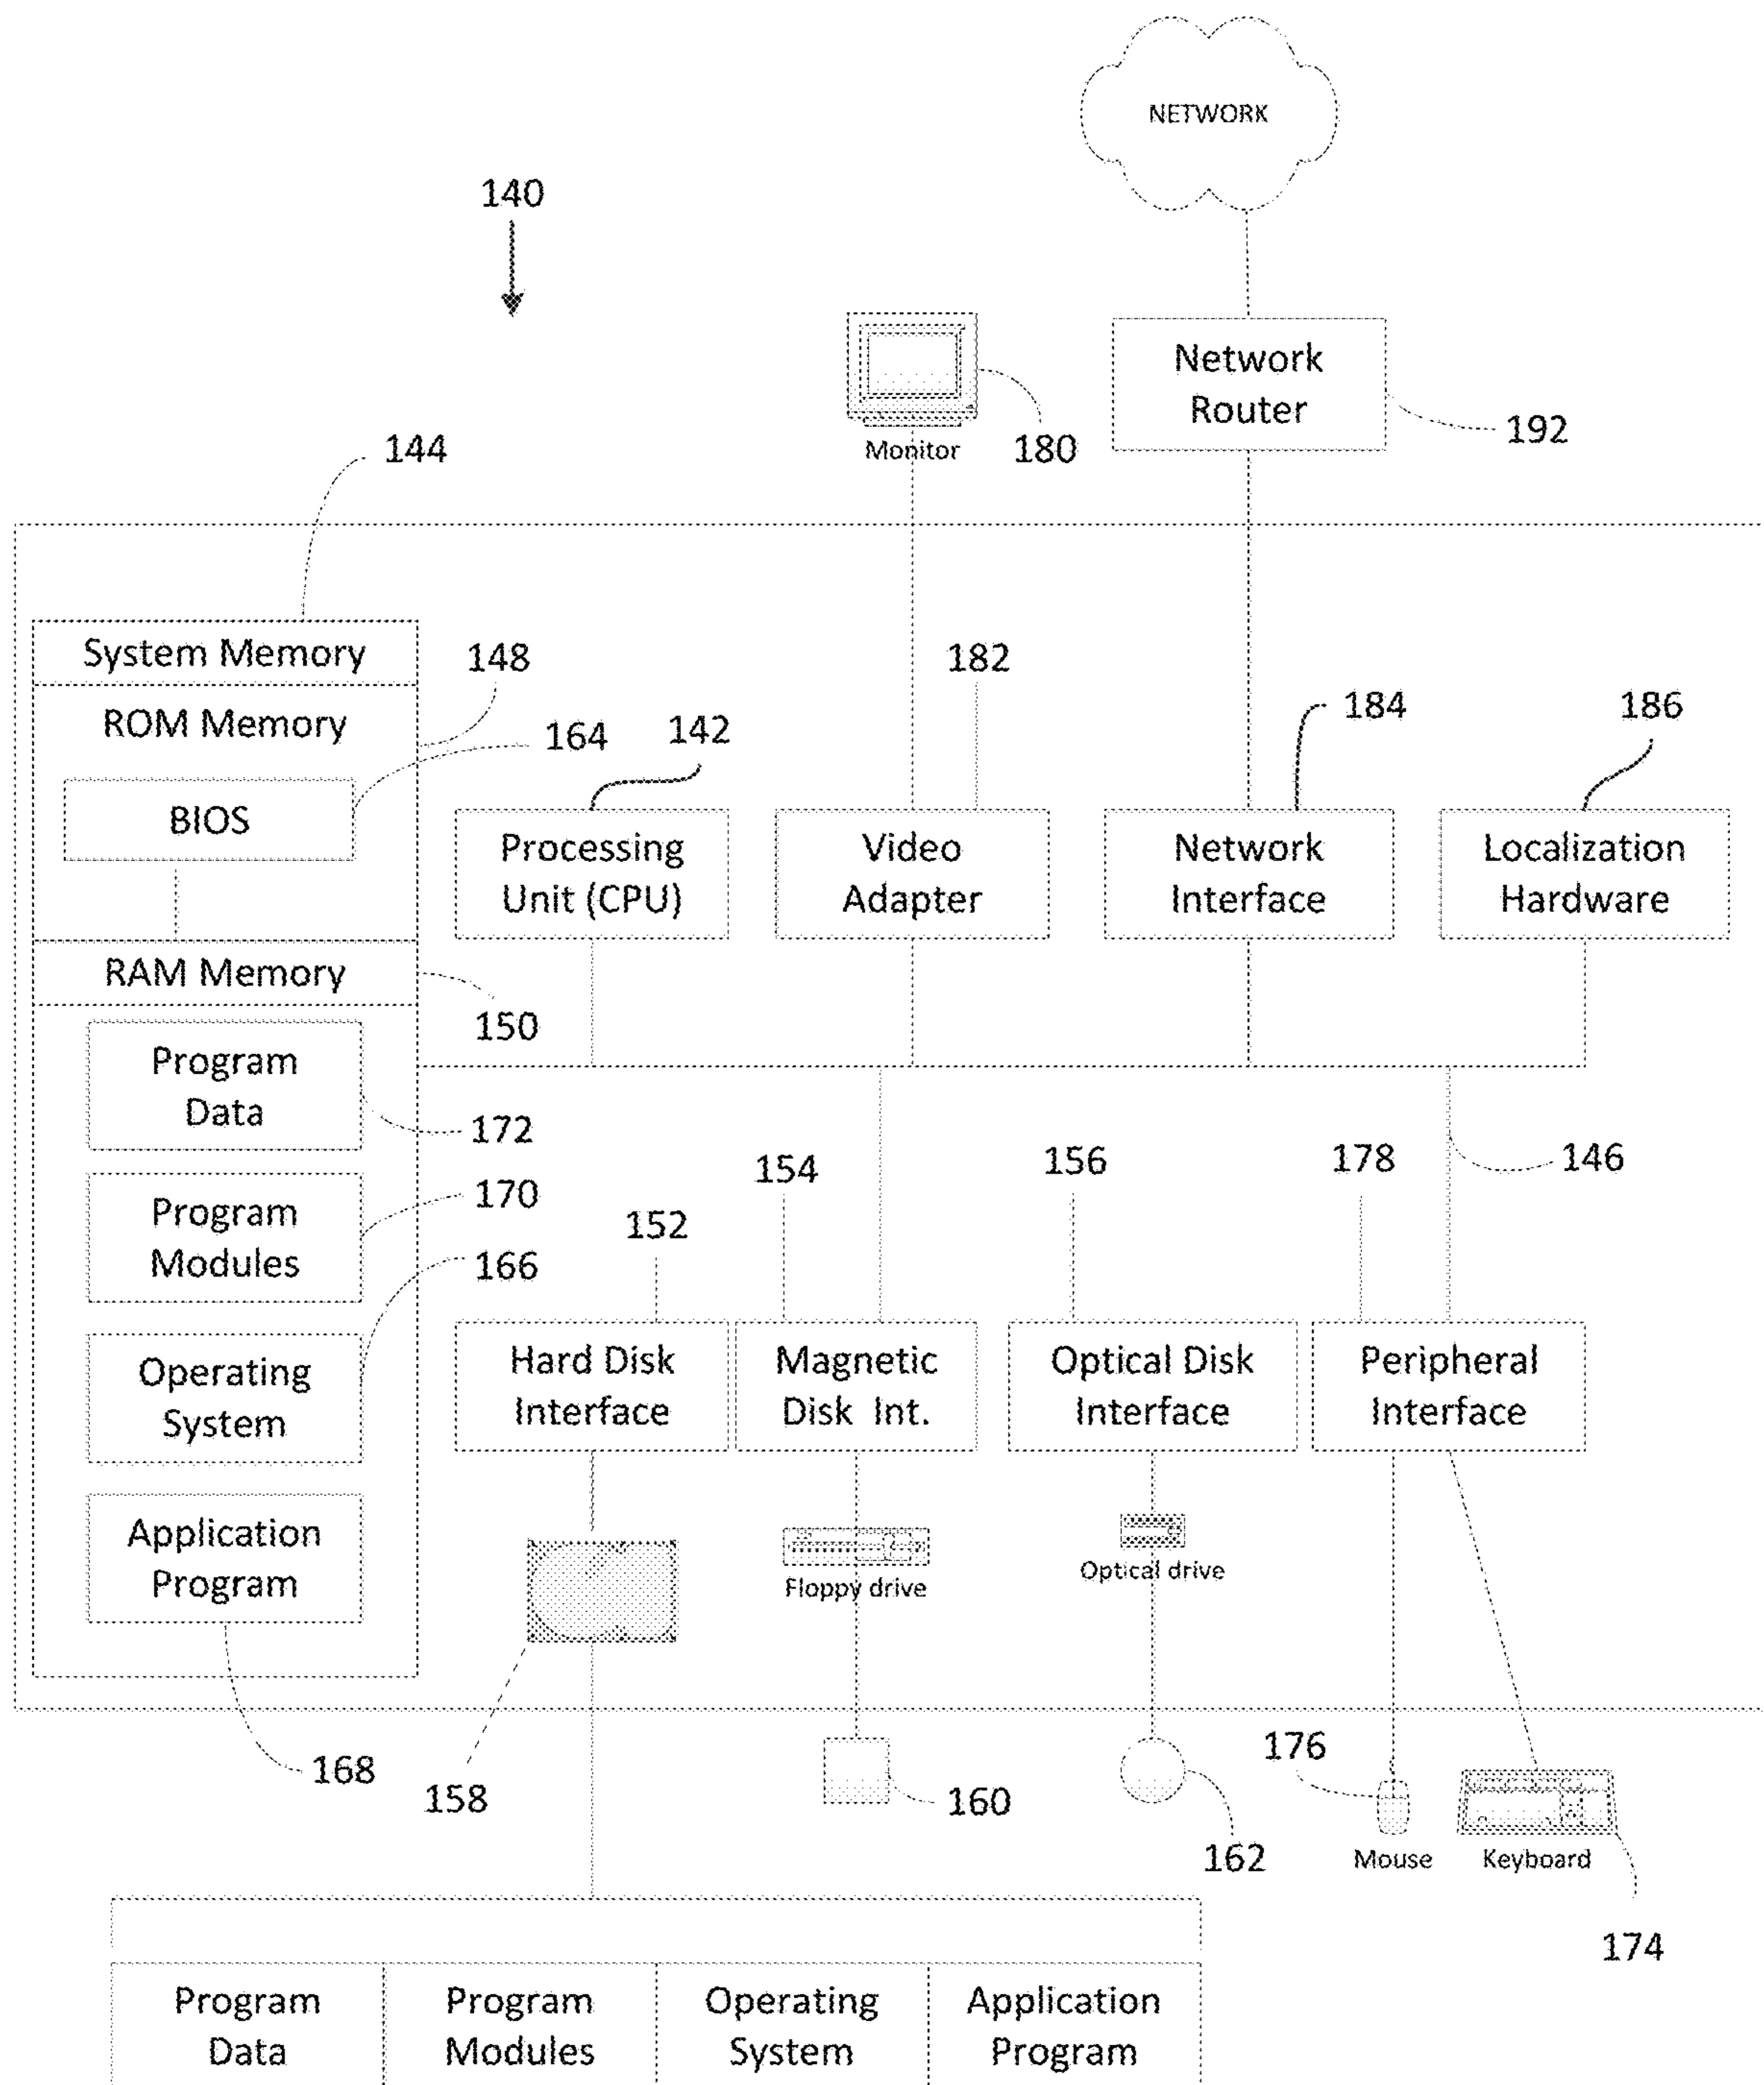 NETWORK
140
Network
Router
192
Monitor
180
144
System Memory
148
182
ROM Memory
184
186
164
142
BIOS
Processing
Unit (CPU)
Video
Adapter
Network
Interface
Localization
Hardware
RAM Memory
150
Program
Data
172
154
156
178
146
170
Program
Modules
152
166
Operating
System
Hard Disk
Interface
Magnetic
Disk Int.
Optical Disk
Interface
Peripheral
Interface
Application
Program
Floppy drive
Optical drive
168
158
160
176
162
Mouse
Keyboard
174
Program
Data
Program
Modules
Operating
System
Application
Program